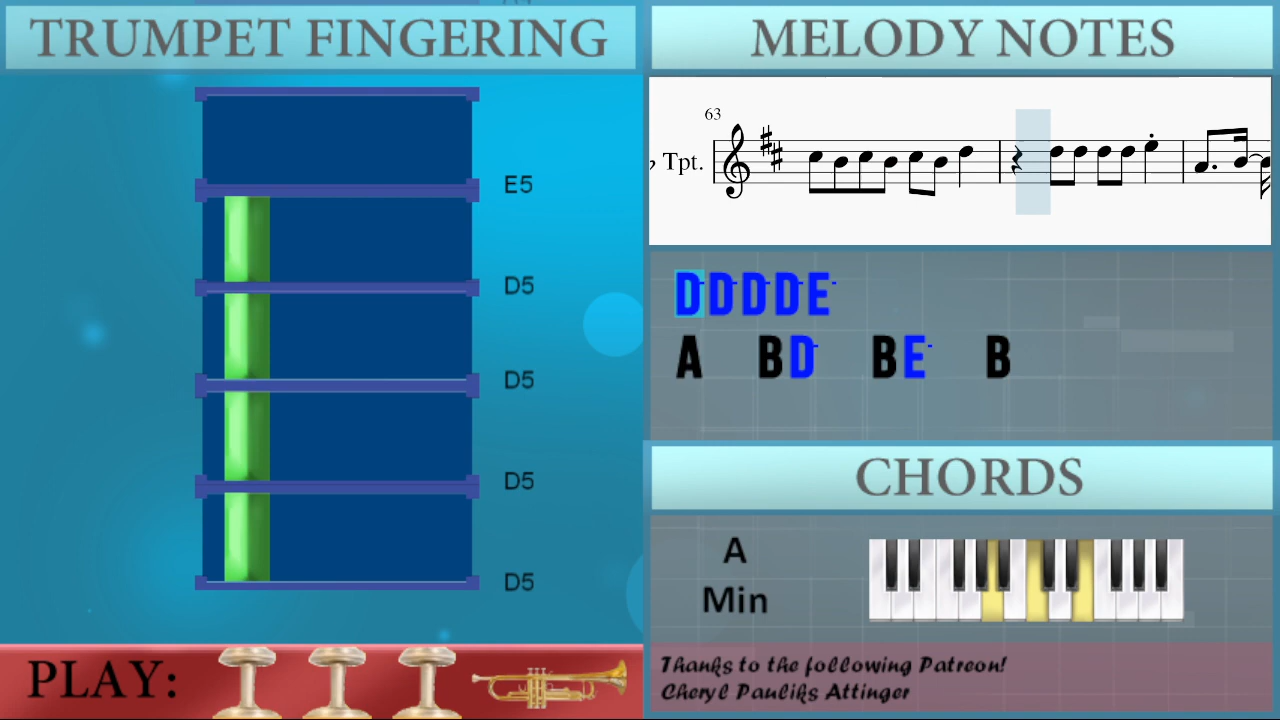 TRUMPET FINGERING
E5
D5
D5
D5
D5
PLAY:
MELODY NOTES
63
Tpt.
DDDDE
A BD BE B
CHORDS
A
Min
Thanks to the following Patreon!
Cheryl Pauliks Attinger